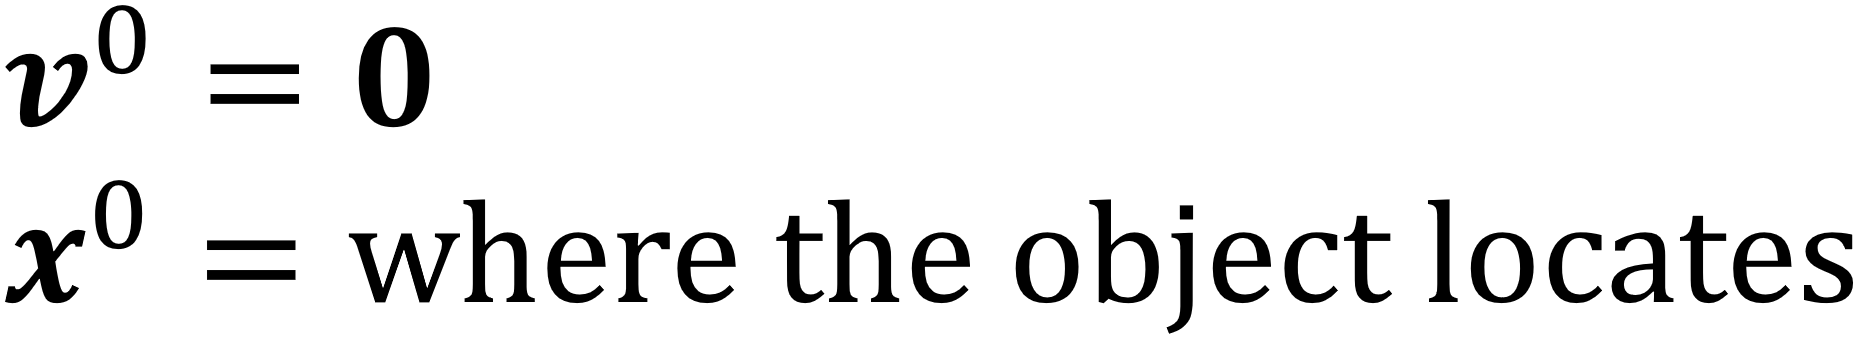 v⁰ = 0
x⁰ = where the object locates